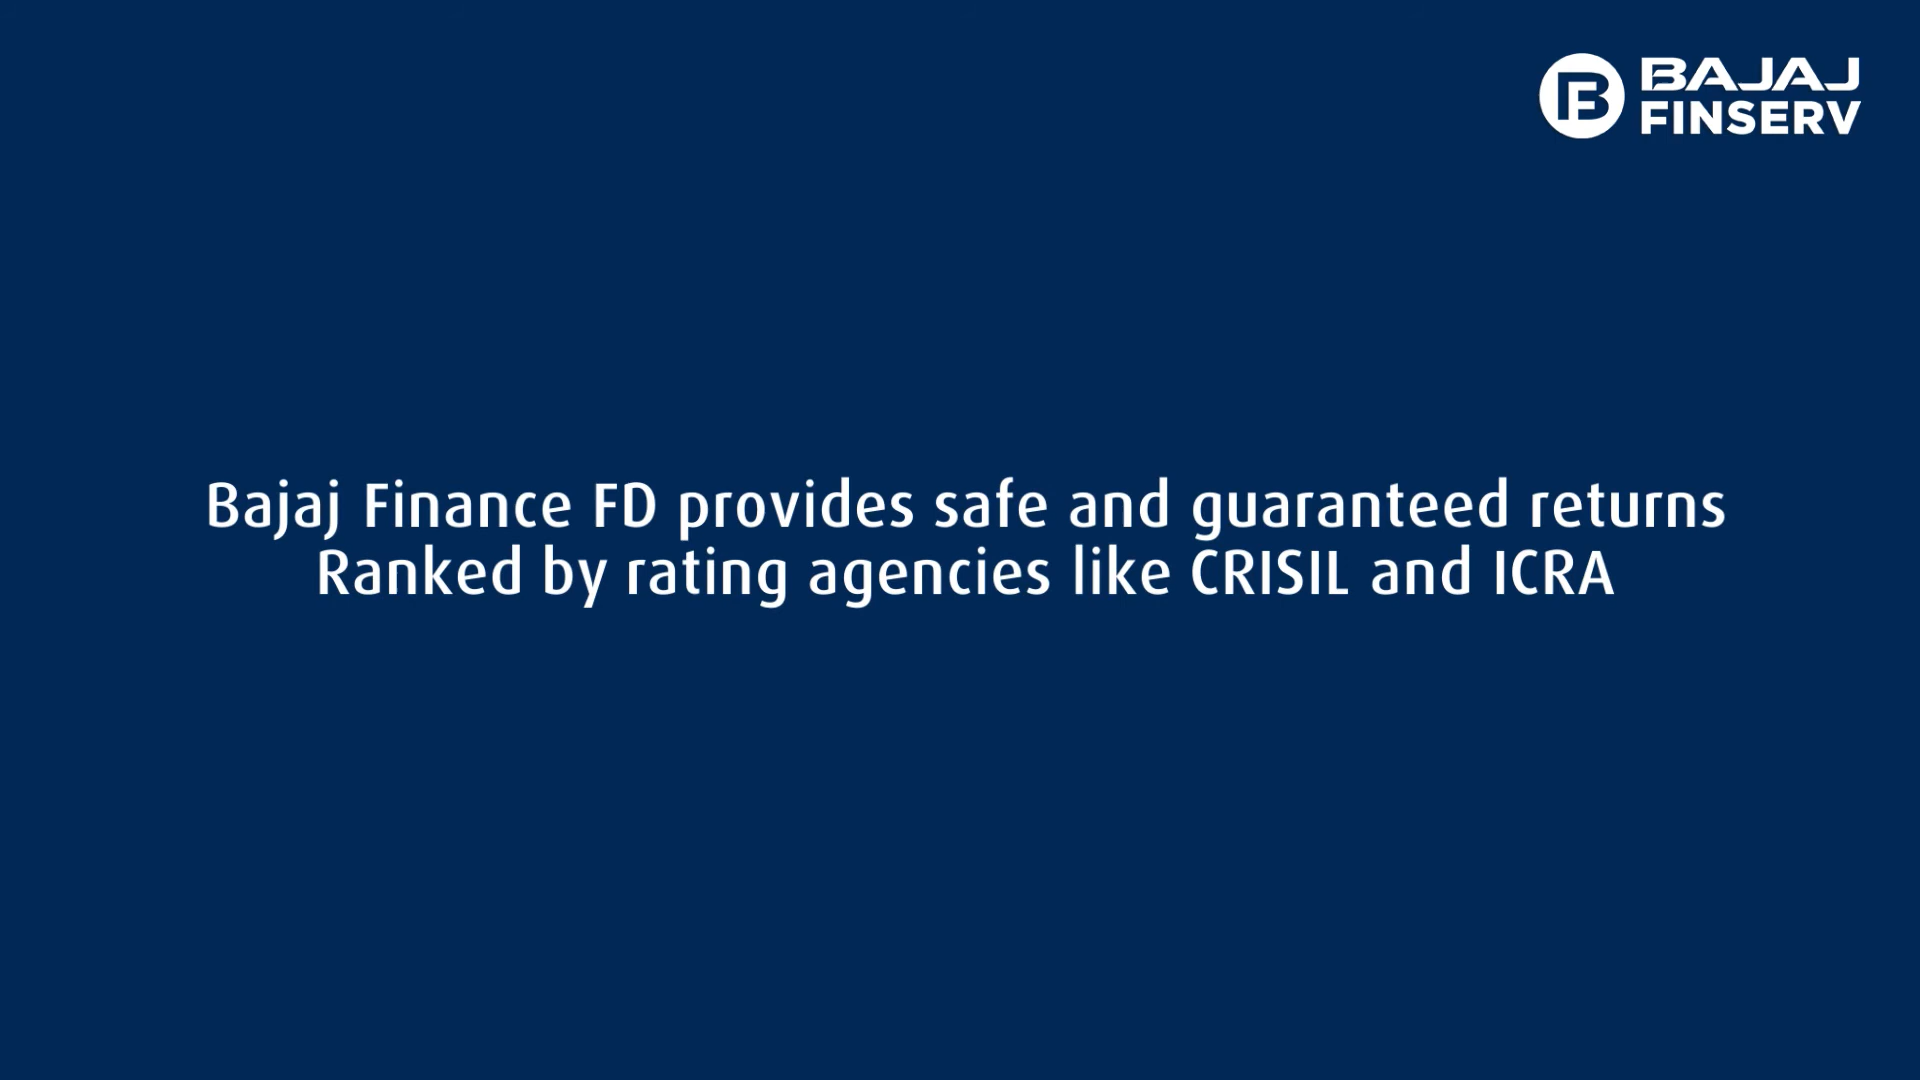 BAJAJ
FINSERV
Bajaj Finance FD provides safe and guaranteed returns
Ranked by rating agencies like CRISIL and ICRA